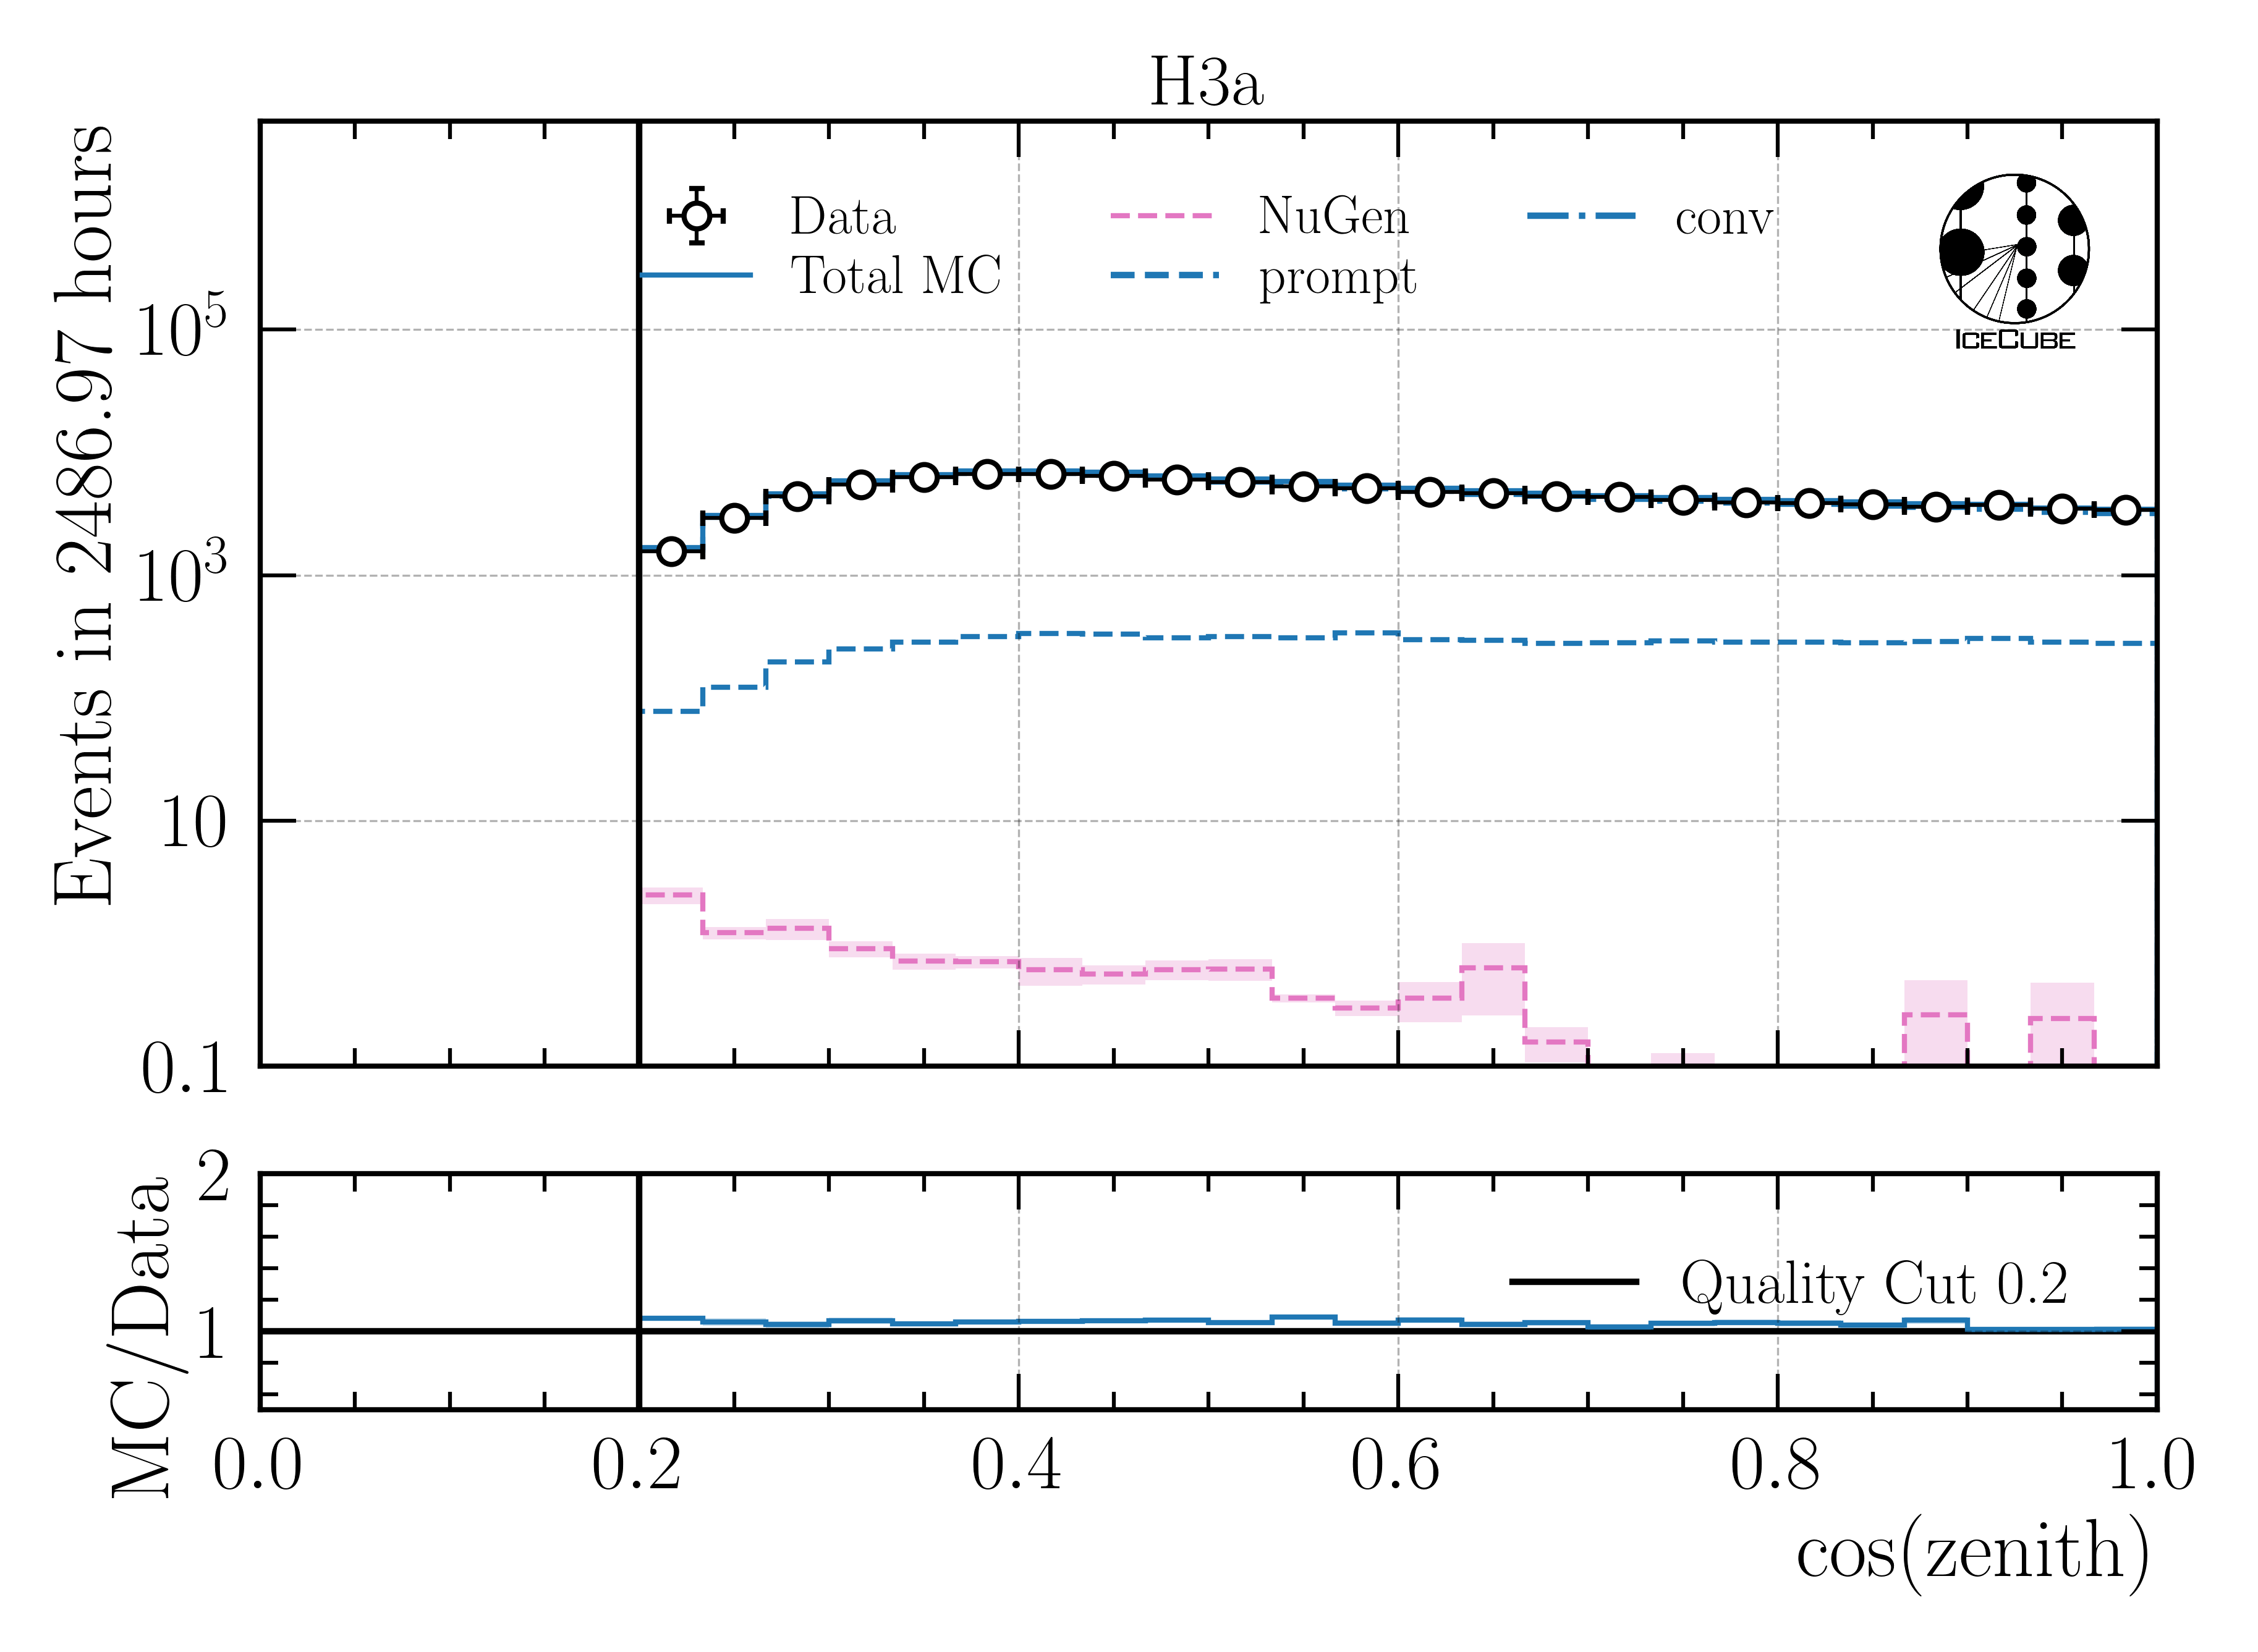 H3a
Events in 2486.97 hours
10^5
10^3
10
0.1
Data
Total MC
NuGen
prompt
conv
ICECUBE
MC/Data
2
1
Quality Cut 0.2
0.0 0.2 0.4 0.6 0.8 1.0
cos(zenith)